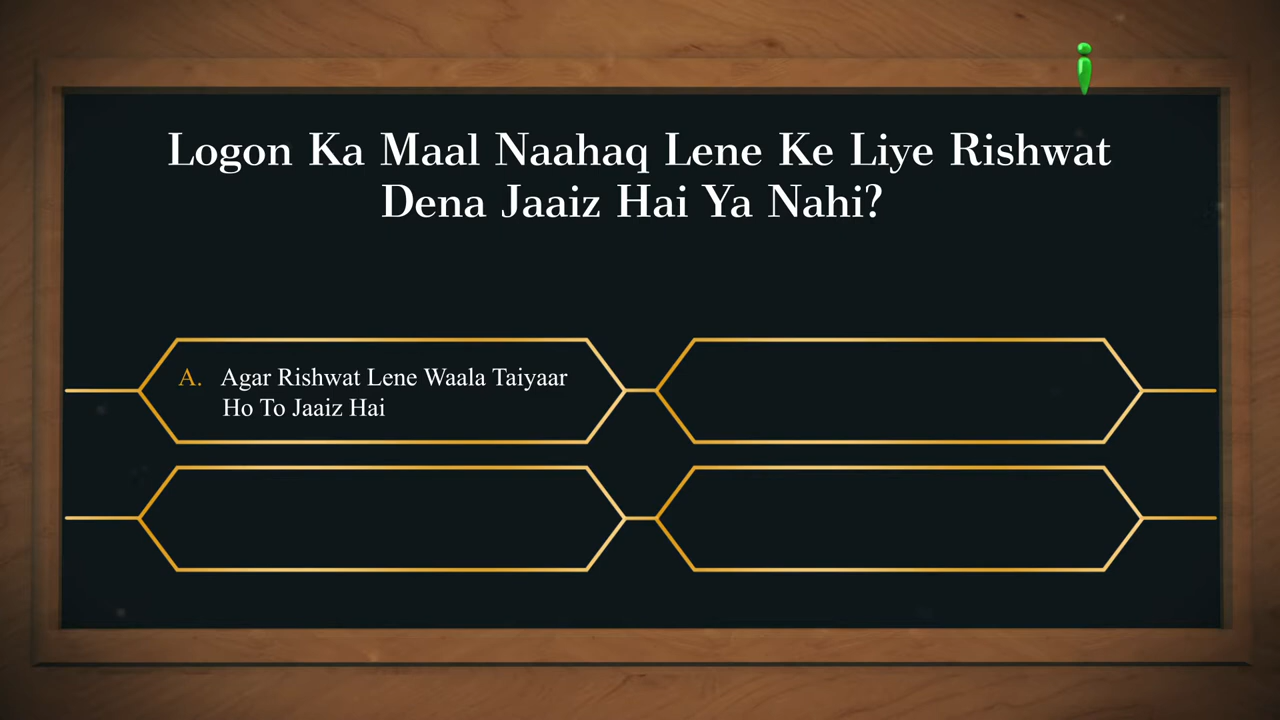 Logon Ka Maal Naahaq Lene Ke Liye Rishwat
Dena Jaaiz Hai Ya Nahi?
A. Agar Rishwat Lene Waala Taiyaar
Ho To Jaaiz Hai